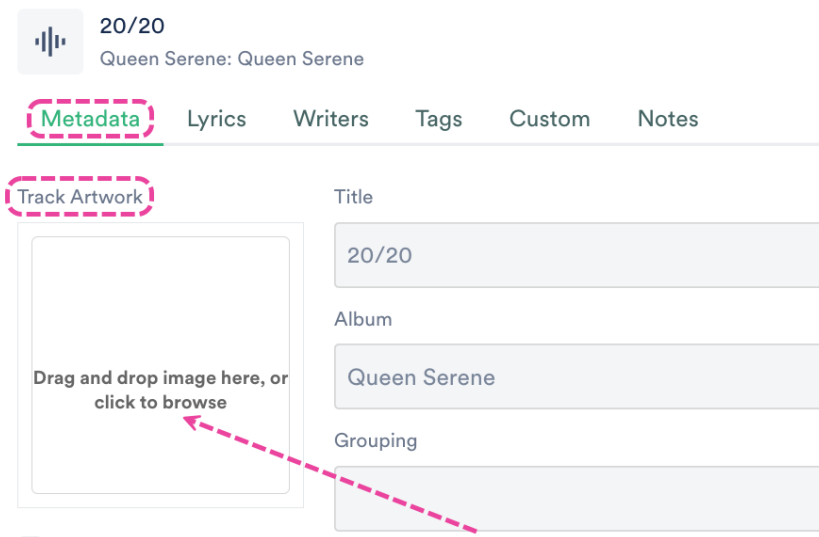 20/20
Queen Serene: Queen Serene
Metadata Lyrics Writers Tags Custom Notes
Track Artwork
Drag and drop image here, or
click to browse
Title
20/20
Album
Queen Serene
Grouping